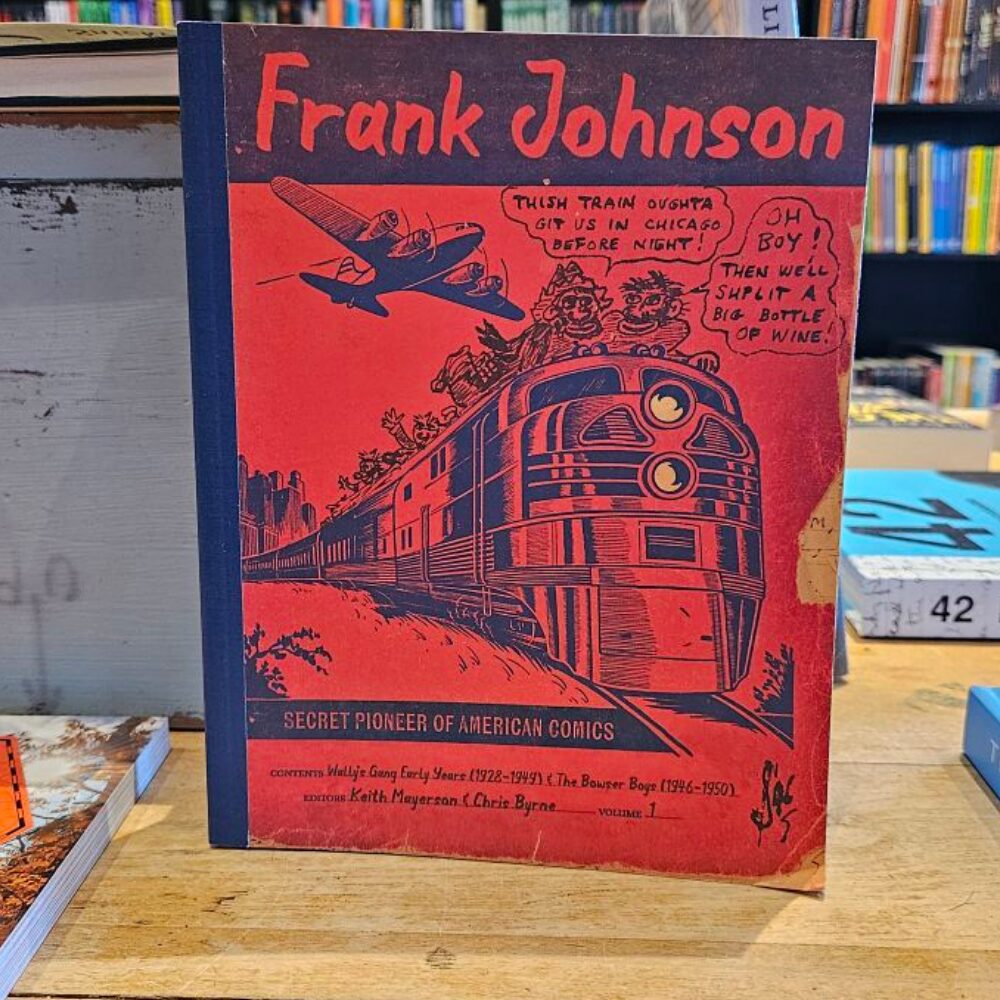 Frank Johnson
THISH TRAIN OUGHTA
GIT US IN CHICAGO
BEFORE NIGHT!
OH
BOY!
THEN WE'LL
SHPLIT A
BIG BOTTLE
OF WINE!
SECRET PIONEER OF AMERICAN COMICS
CONTENTS Wally's Gang Early Years (1928-1949) & The Bowser Boys (1946-1950)
EDITORS Keith Mayerson & Chris Byrne VOLUME 1
42
42